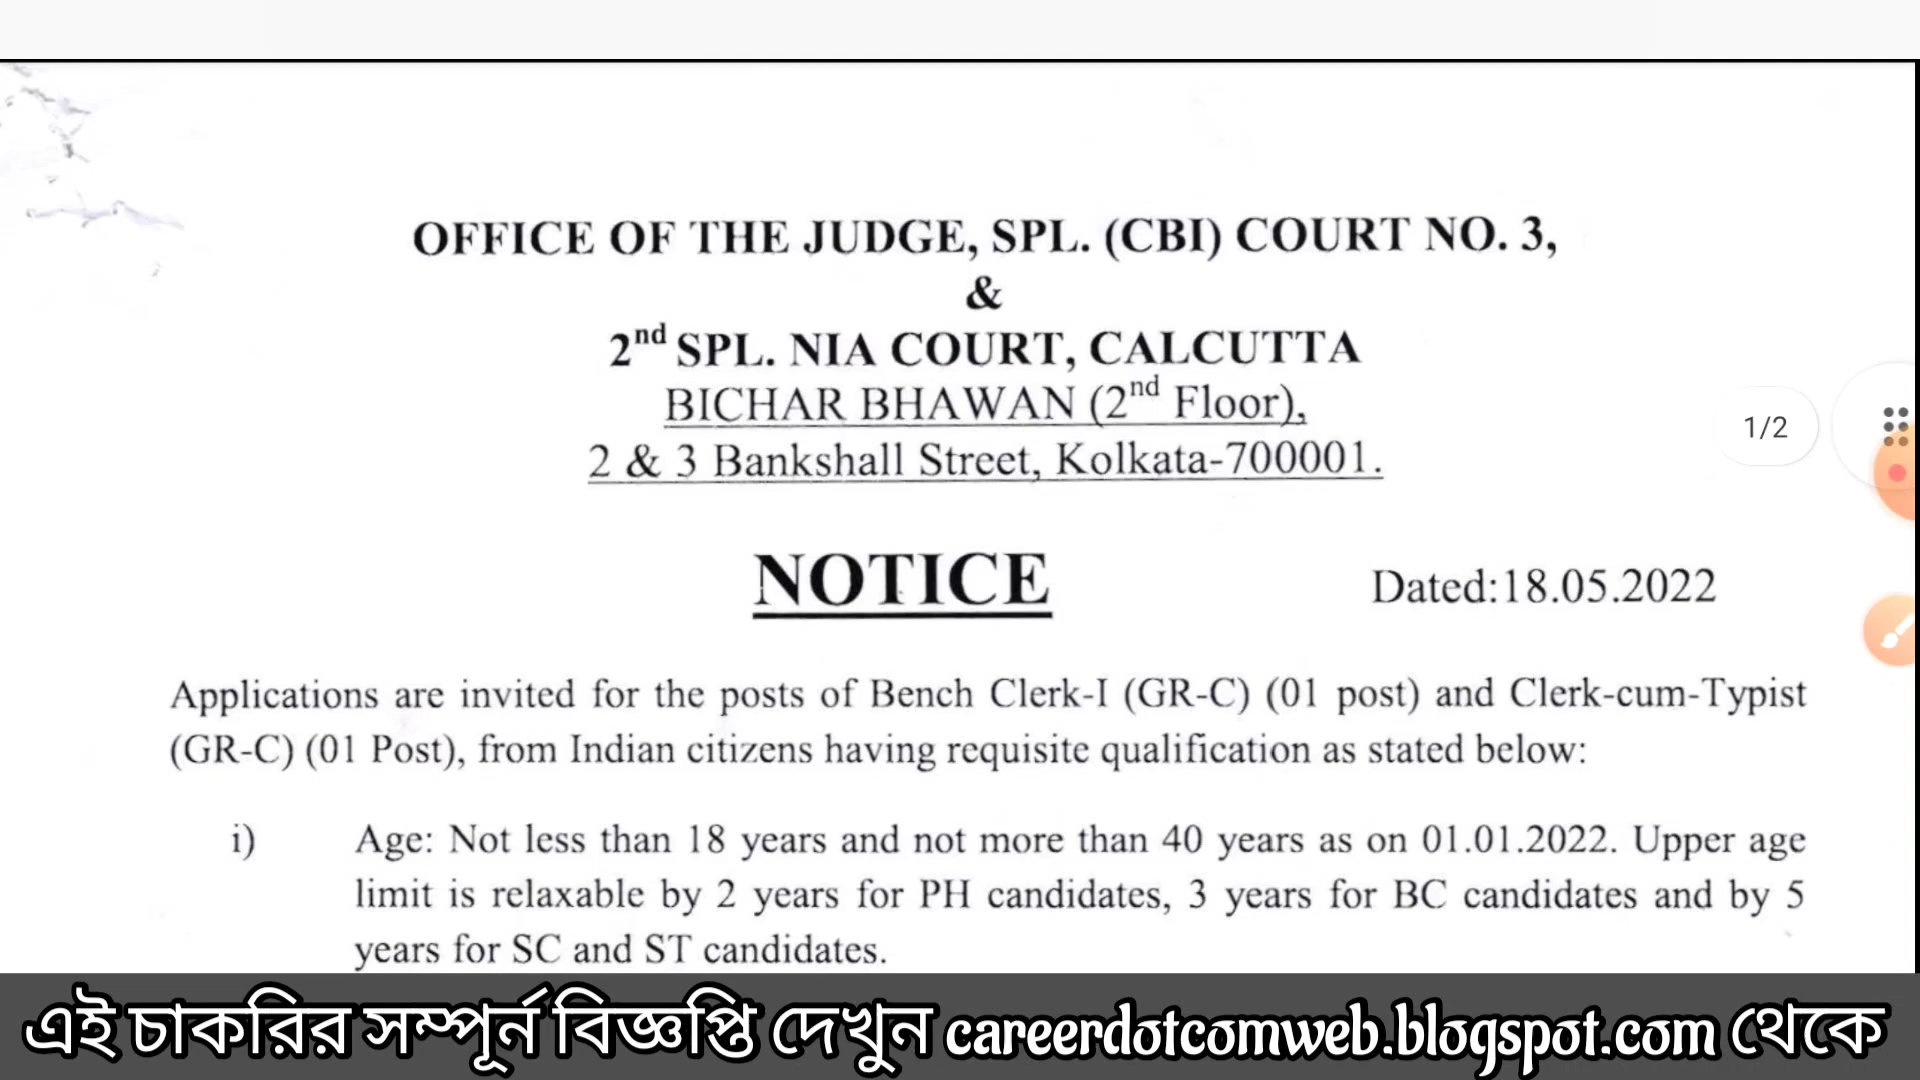 OFFICE OF THE JUDGE, SPL. (CBI) COURT NO. 3,
&
2nd SPL. NIA COURT, CALCUTTA
BICHAR BHAWAN (2nd Floor),
2 & 3 Bankshall Street, Kolkata-700001.
1/2
NOTICE Dated:18.05.2022
Applications are invited for the posts of Bench Clerk-I (GR-C) (01 post) and Clerk-cum-Typist
(GR-C) (01 Post), from Indian citizens having requisite qualification as stated below:
i) Age: Not less than 18 years and not more than 40 years as on 01.01.2022. Upper age
limit is relaxable by 2 years for PH candidates, 3 years for BC candidates and by 5
years for SC and ST candidates.
এই চাকরির সম্পূর্ন বিজ্ঞপ্তি দেখুন careerdotcomweb.blogspot.com থেকে